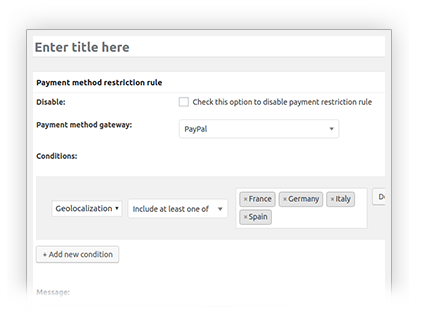 Enter title here
Payment method restriction rule
Disable: Check this option to disable payment restriction rule
Payment method gateway: PayPal
Conditions:
Geolocalization Include at least one of × France × Germany × Italy
× Spain
+ Add new condition
Message: